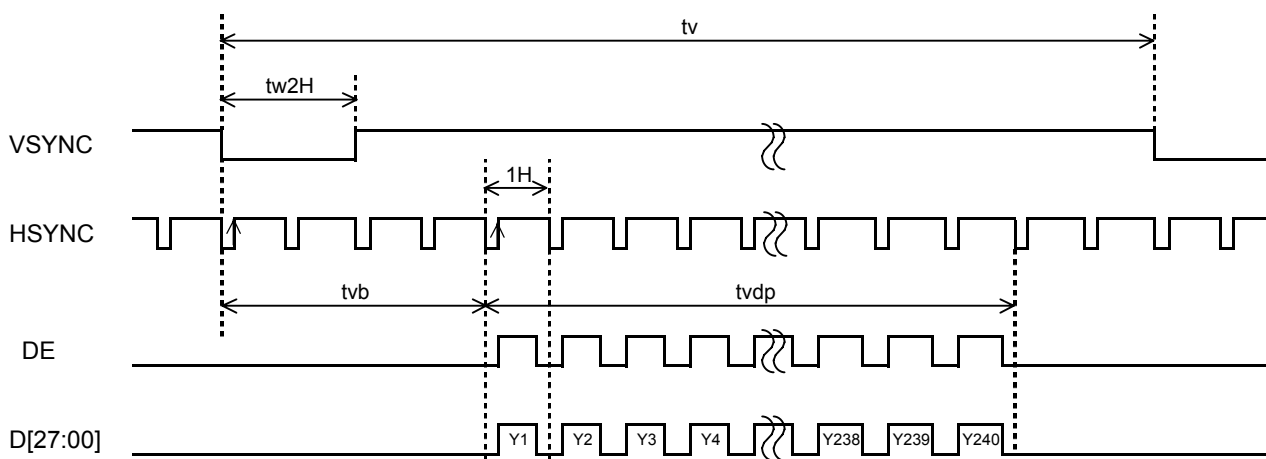 tv
tw2H
VSYNC
1H
HSYNC
tvb
tvdp
DE
D[27:00]
Y1 Y2 Y3 Y4 Y238 Y239 Y240